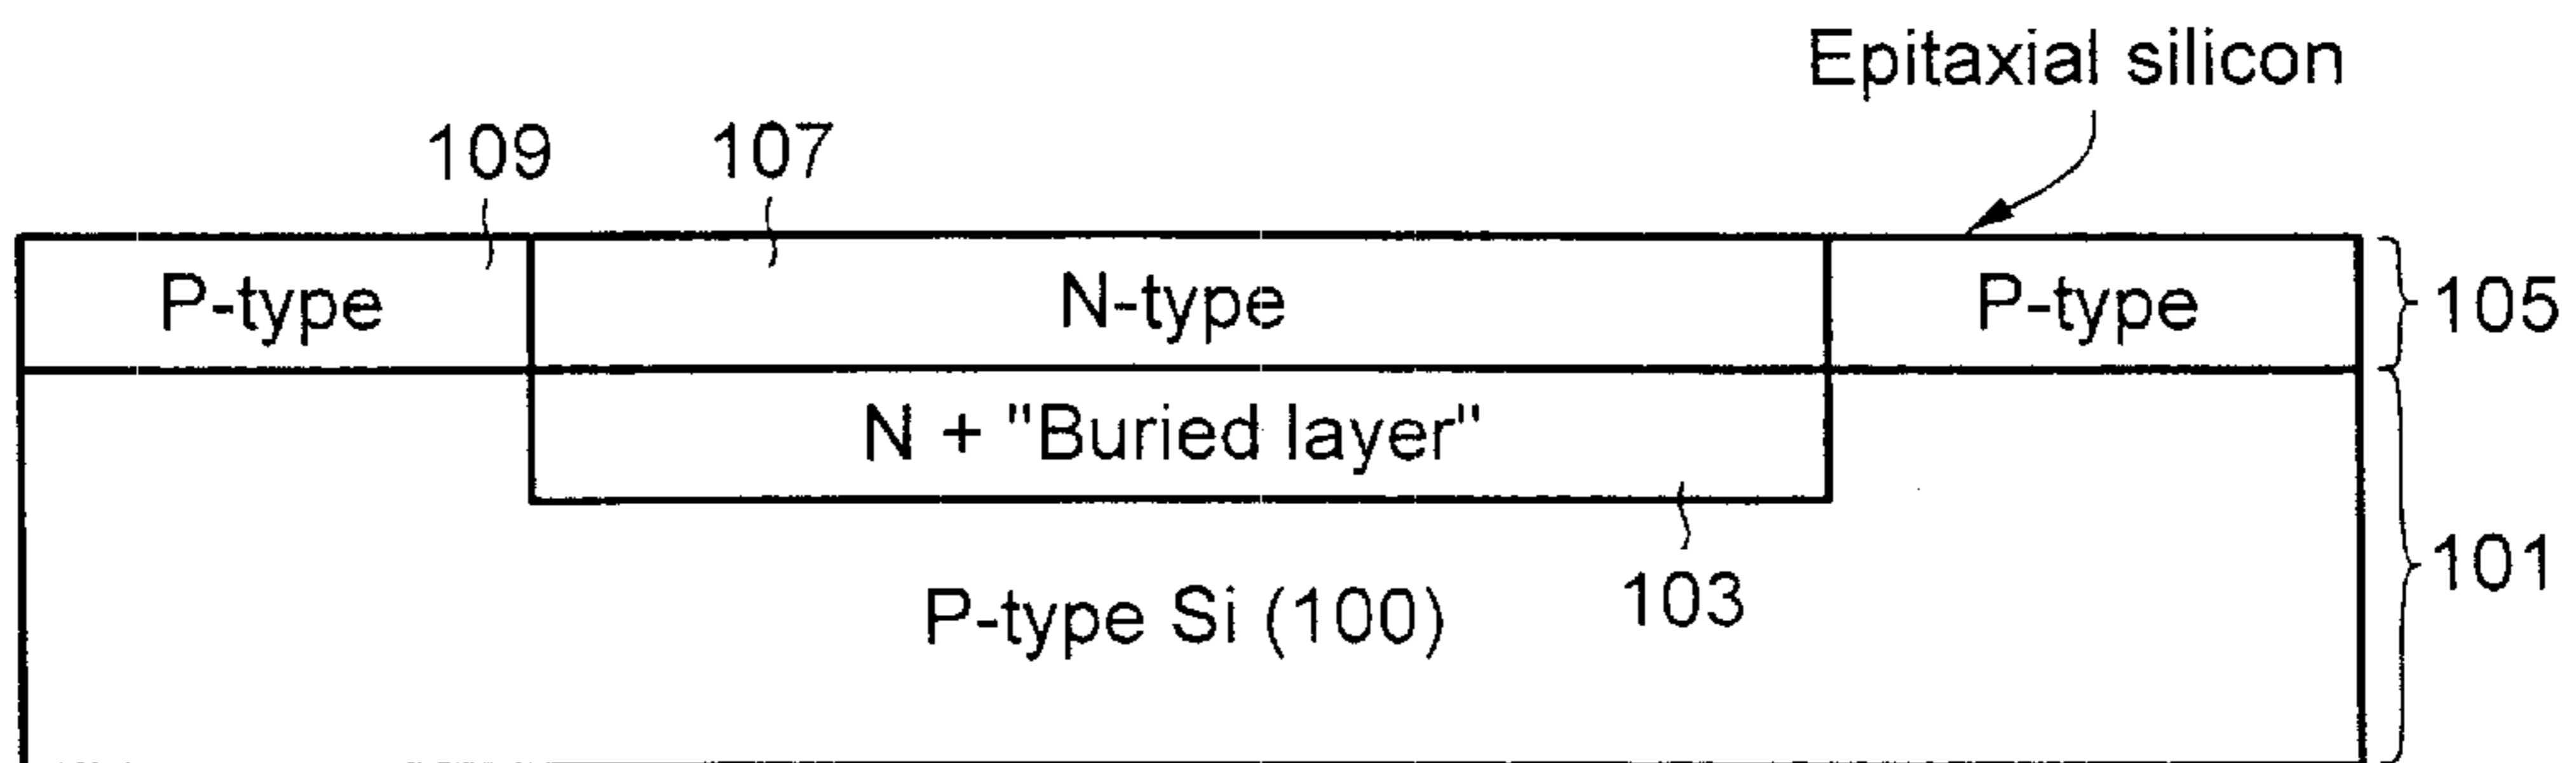 Epitaxial silicon
109
107
P-type
N-type
P-type
105
N + "Buried layer"
101
P-type Si (100)
103